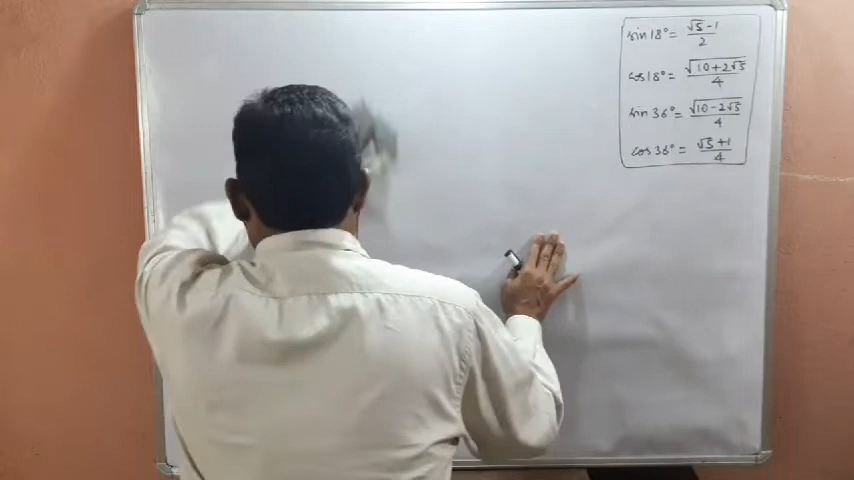 sin 18° = (√5 - 1)/2
cos 18° = √(10 + 2√5)/4
sin 36° = √(10 - 2√5)/4
cos 36° = (√5 + 1)/4